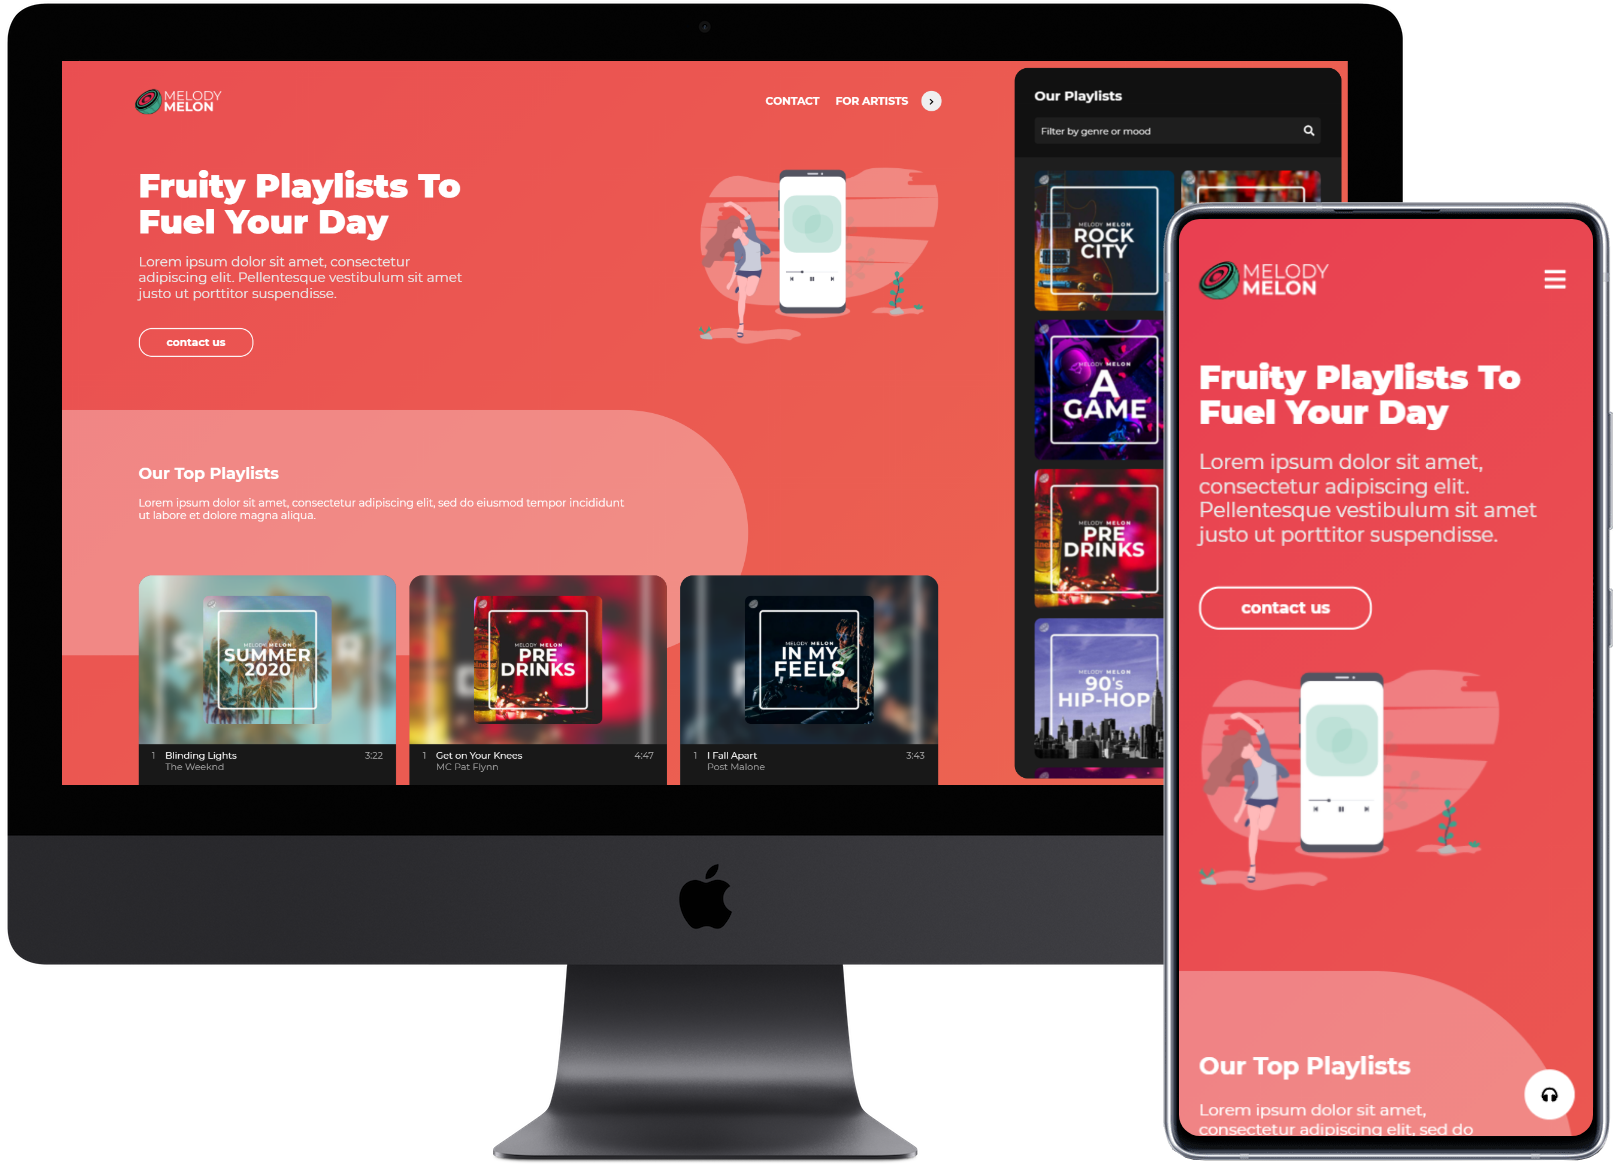 MELODY
MELON
CONTACT
FOR ARTISTS
Fruity Playlists To
Fuel Your Day
Lorem ipsum dolor sit amet, consectetur
adipiscing elit. Pellentesque vestibulum sit amet
justo ut porttitor suspendisse.
contact us
Our Top Playlists
Lorem ipsum dolor sit amet, consectetur adipiscing elit, sed do eiusmod tempor incididunt
ut labore et dolore magna aliqua.
MELODY MELON
SUMMER
2020
1 Blinding Lights 3:22
The Weeknd
MELODY MELON
PRE
DRINKS
1 Get on Your Knees 4:47
MC Pat Flynn
MELODY MELON
IN MY
FEELS
1 I Fall Apart 3:43
Post Malone
Our Playlists
Filter by genre or mood
MELODY MELON
ROCK
CITY
MELODY MELON
A
GAME
MELODY MELON
PRE
DRINKS
MELODY MELON
90's
HIP-HOP
MELODY
MELON
Fruity Playlists To
Fuel Your Day
Lorem ipsum dolor sit amet,
consectetur adipiscing elit.
Pellentesque vestibulum sit amet
justo ut porttitor suspendisse.
contact us
Our Top Playlists
Lorem ipsum dolor sit amet,
consectetur adipiscing elit, sed do